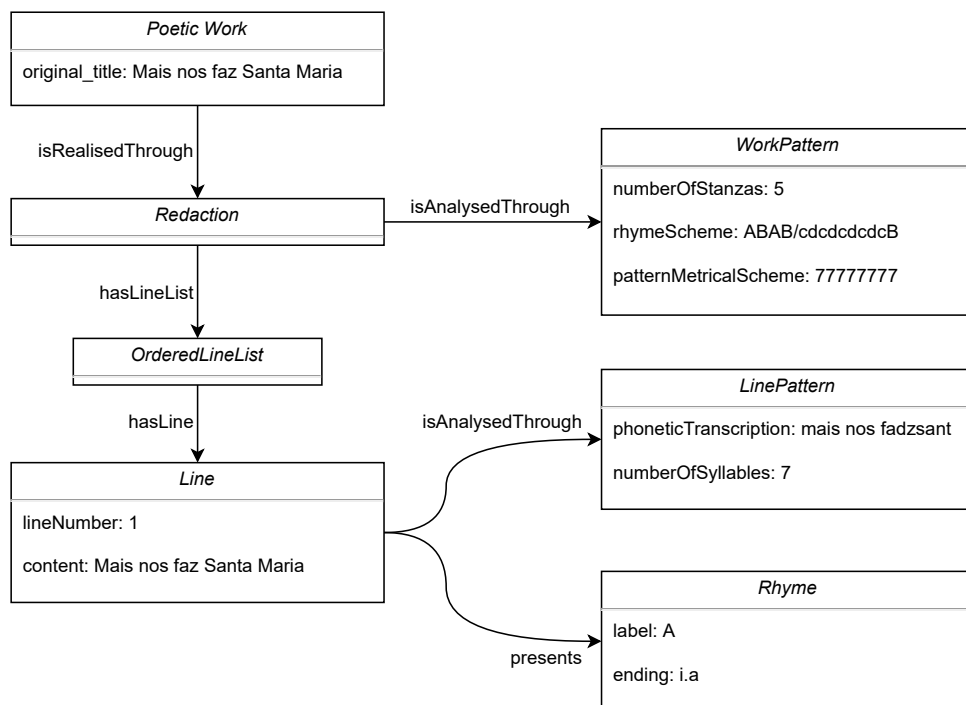 Poetic Work
original_title: Mais nos faz Santa Maria
isRealisedThrough
Redaction
isAnalysedThrough
WorkPattern
numberOfStanzas: 5
rhymeScheme: ABAB/cdcdcdcdcB
patternMetricalScheme: 77777777
hasLineList
OrderedLineList
hasLine
Line
lineNumber: 1
content: Mais nos faz Santa Maria
isAnalysedThrough
LinePattern
phoneticTranscription: mais nos fadzsant
numberOfSyllables: 7
presents
Rhyme
label: A
ending: i.a